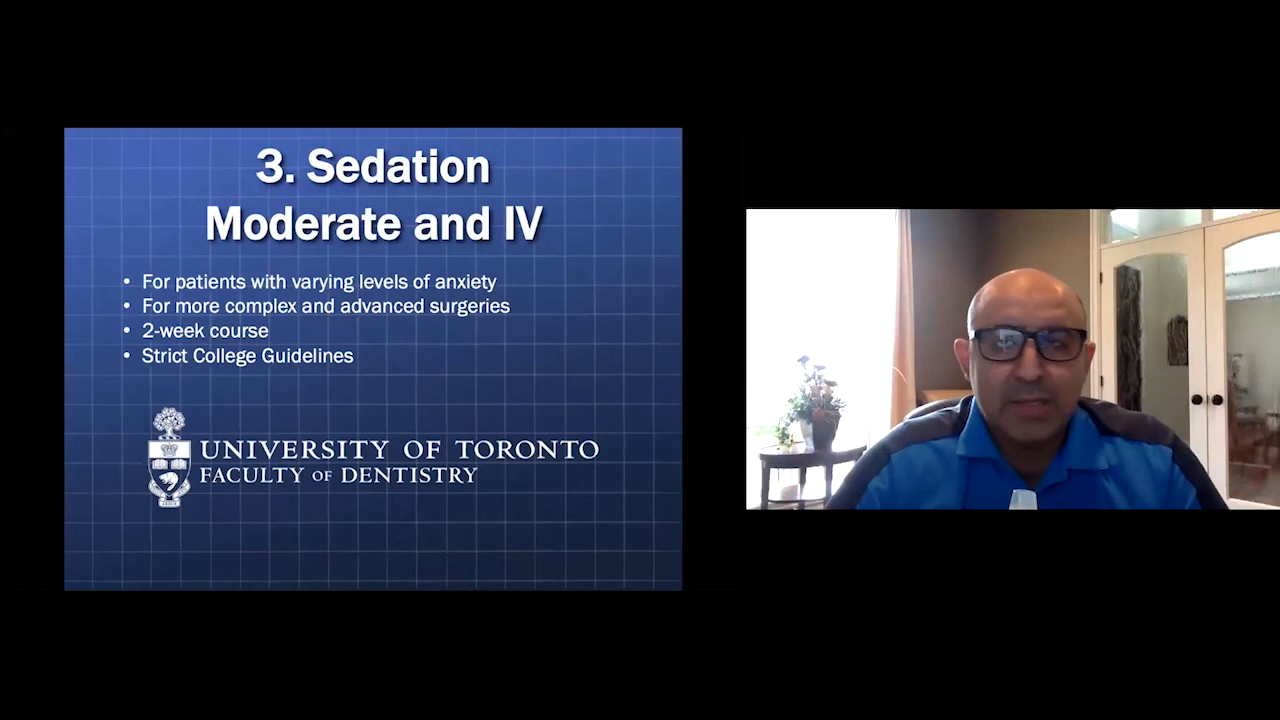 3. Sedation
Moderate and IV
• For patients with varying levels of anxiety
• For more complex and advanced surgeries
• 2-week course
• Strict College Guidelines
UNIVERSITY OF TORONTO
FACULTY OF DENTISTRY